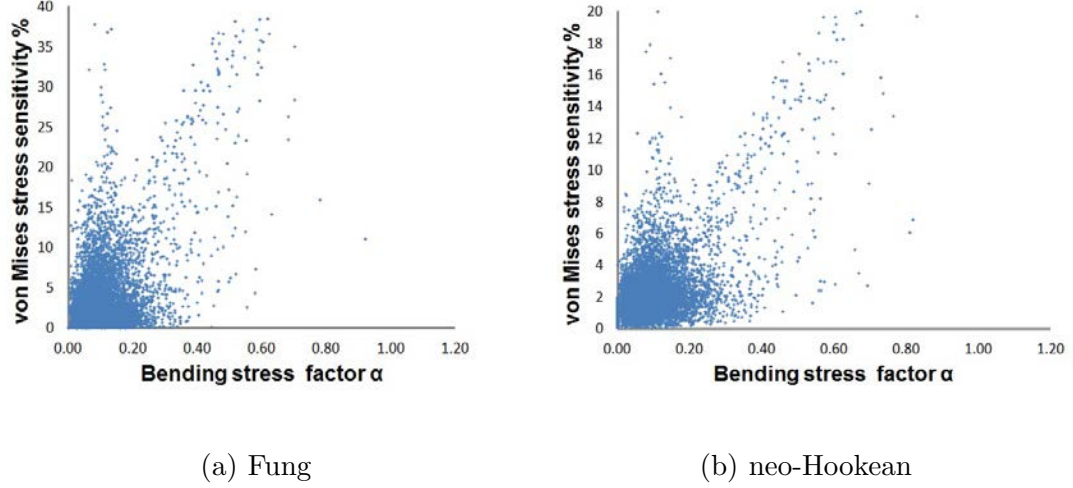 von Mises stress sensitivity %
40
35
30
25
20
15
10
5
0
0.00 0.20 0.40 0.60 0.80 1.00 1.20
Bending stress factor α
(a) Fung
von Mises stress sensitivity %
20
18
16
14
12
10
8
6
4
2
0
0.00 0.20 0.40 0.60 0.80 1.00 1.20
Bending stress factor α
(b) neo-Hookean